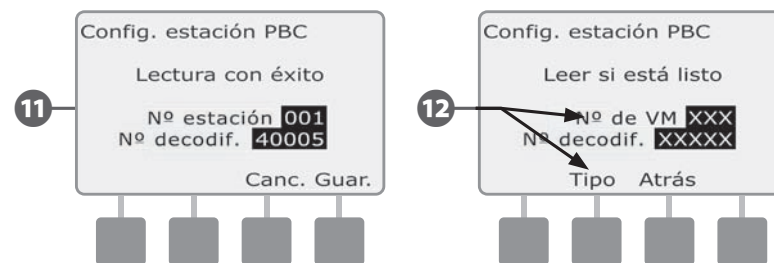 11
Config. estación PBC
Lectura con éxito
Nº estación 001
Nº decodif. 40005
Canc. Guar.
12
Config. estación PBC
Leer si está listo
Nº de VM XXX
Nº decodif. XXXXX
Tipo Atrás